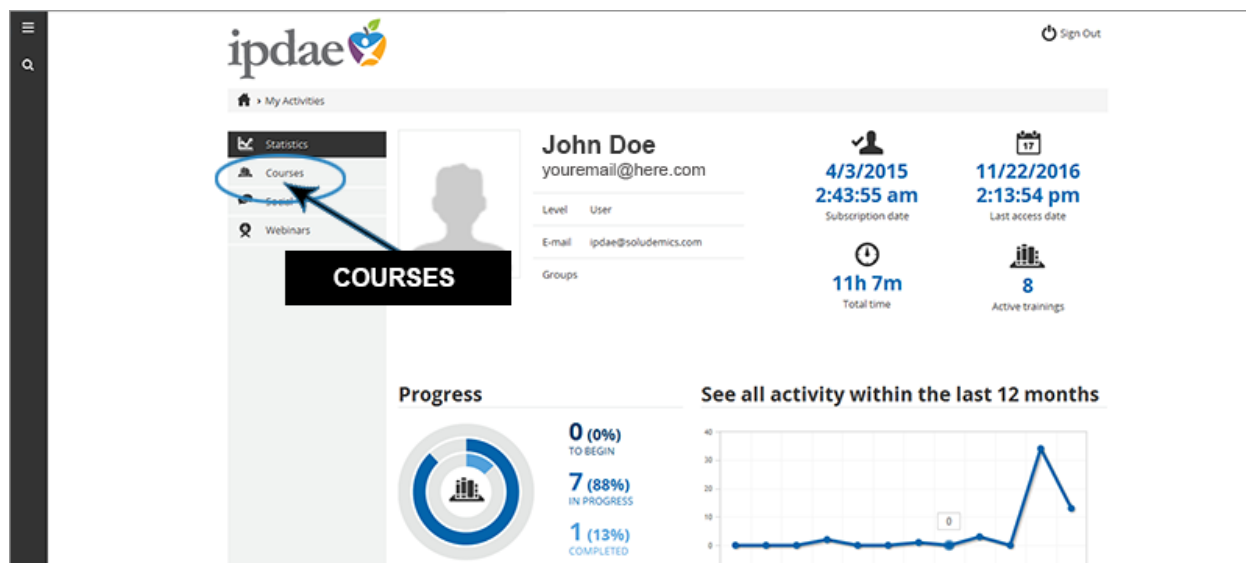 ipdae
Sign Out
› My Activities
Statistics
Courses
Social
Webinars
COURSES
John Doe
youremail@here.com
Level User
E-mail ipdae@soludemics.com
Groups
4/3/2015
2:43:55 am
Subscription date
17
11/22/2016
2:13:54 pm
Last access date
11h 7m
Total time
8
Active trainings
Progress
0 (0%)
TO BEGIN
7 (88%)
IN PROGRESS
1 (13%)
COMPLETED
See all activity within the last 12 months
40
30
20
10
0
0